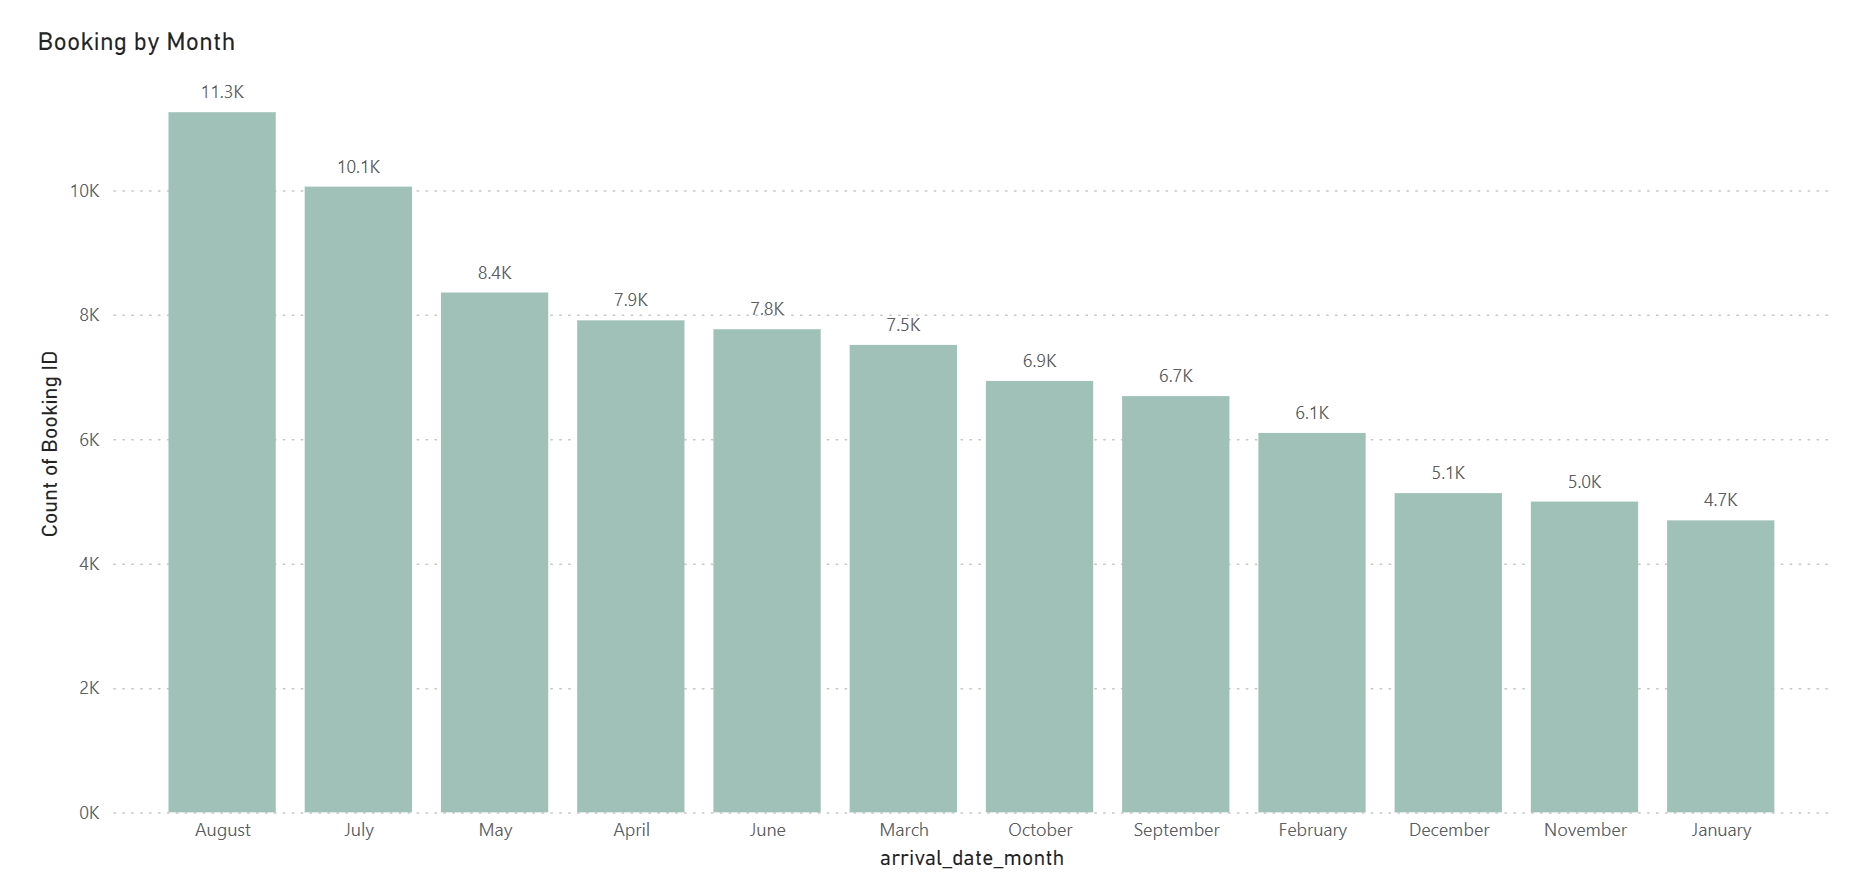 Booking by Month
11.3K
10.1K
10K
8.4K
7.9K
8K
7.8K
7.5K
6.9K
6.7K
6.1K
6K
5.1K
5.0K
4.7K
4K
2K
0K
Count of Booking ID
August July May April June March October September February December November January
arrival_date_month